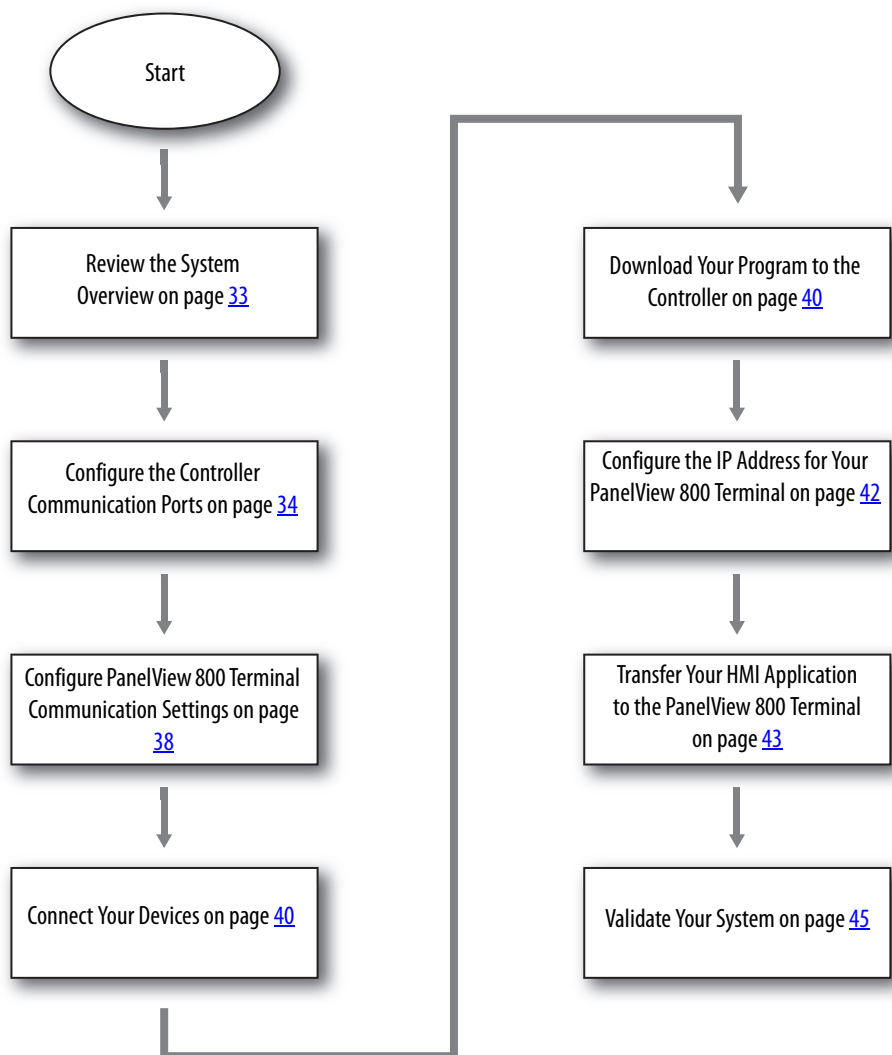 Start
Review the System
Overview on page 33
Configure the Controller
Communication Ports on page 34
Configure PanelView 800 Terminal
Communication Settings on page
38
Connect Your Devices on page 40
Download Your Program to the
Controller on page 40
Configure the IP Address for Your
PanelView 800 Terminal on page 42
Transfer Your HMI Application
to the PanelView 800 Terminal
on page 43
Validate Your System on page 45